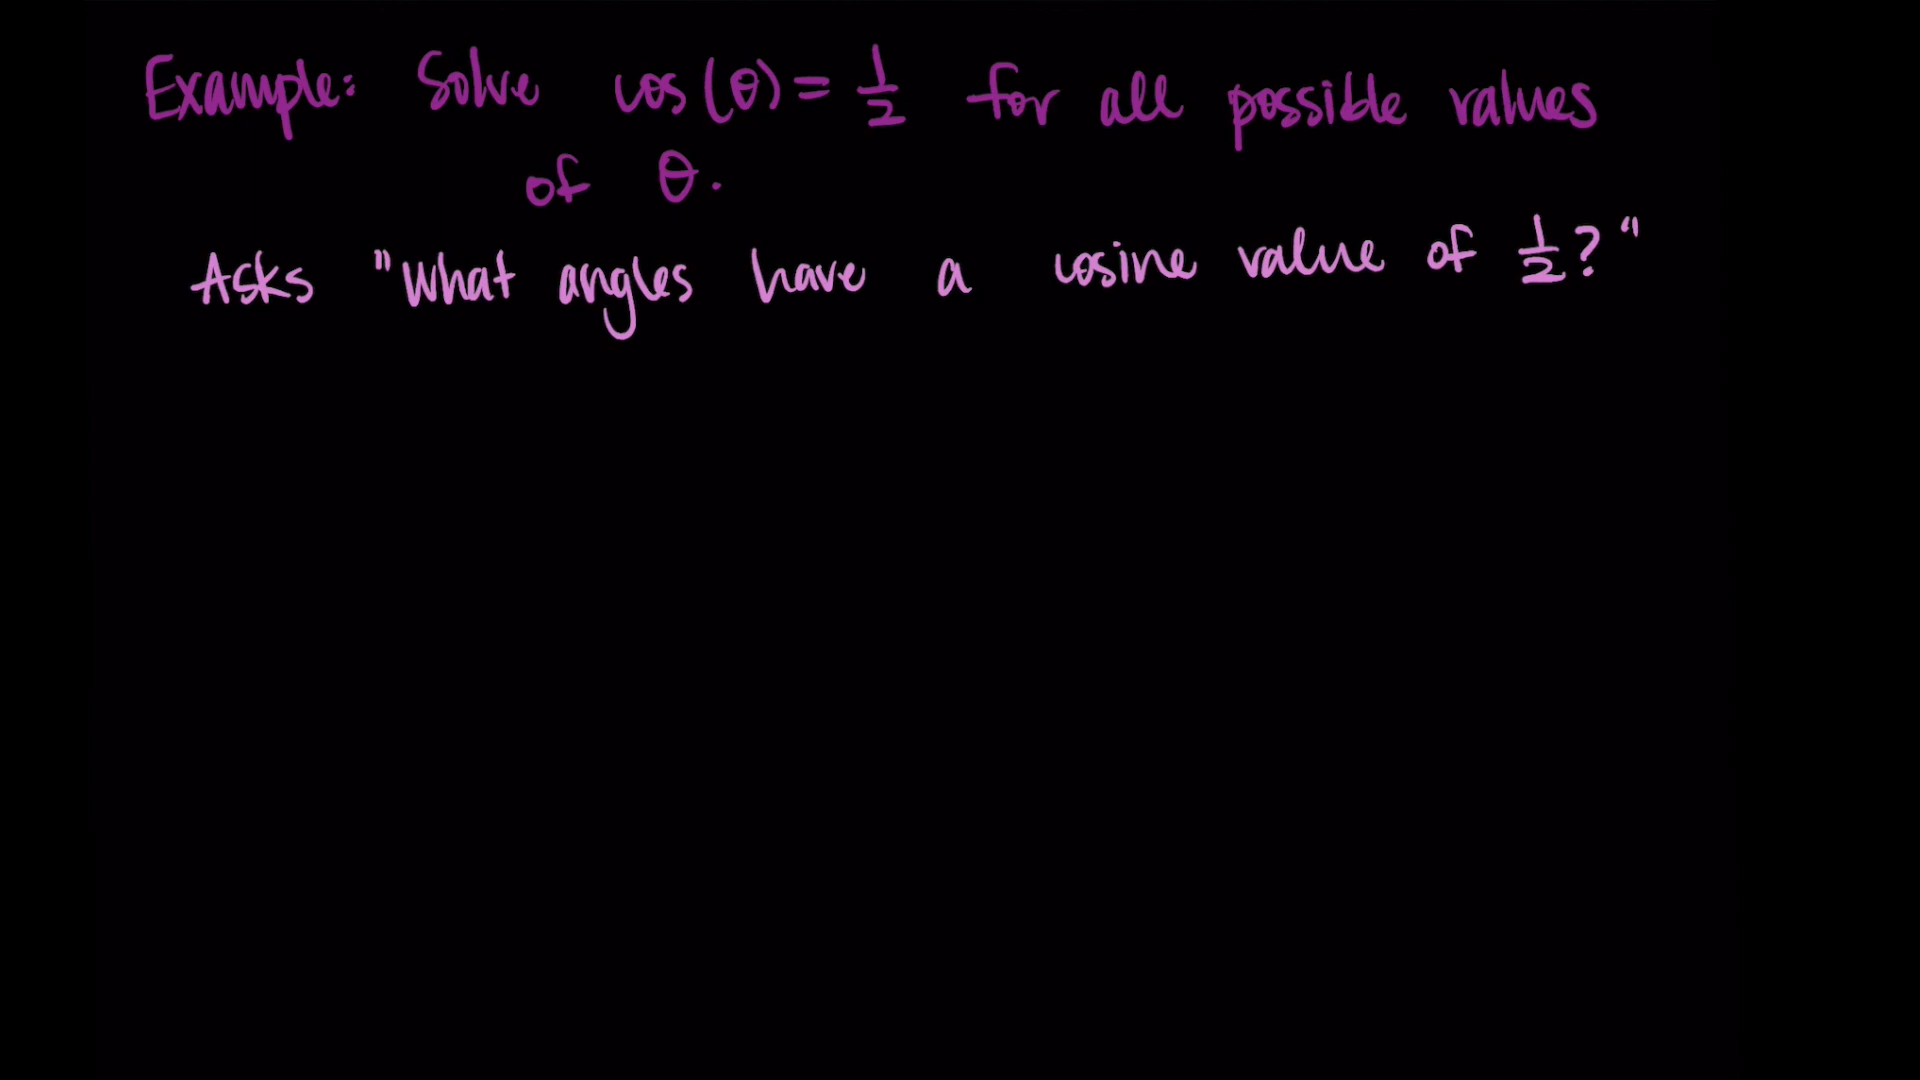 Example: Solve cos(θ) = 1/2 for all possible values
of θ.
Asks "What angles have a cosine value of 1/2?"